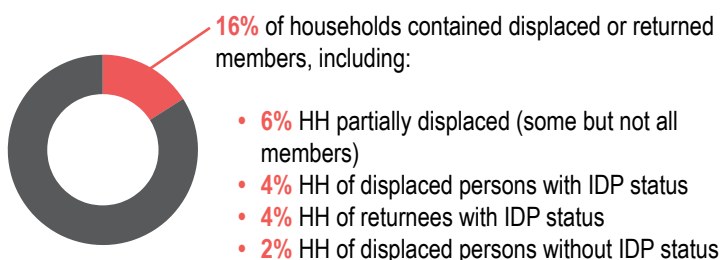 16% of households contained displaced or returned
members, including:
• 6% HH partially displaced (some but not all
members)
• 4% HH of displaced persons with IDP status
• 4% HH of returnees with IDP status
• 2% HH of displaced persons without IDP status